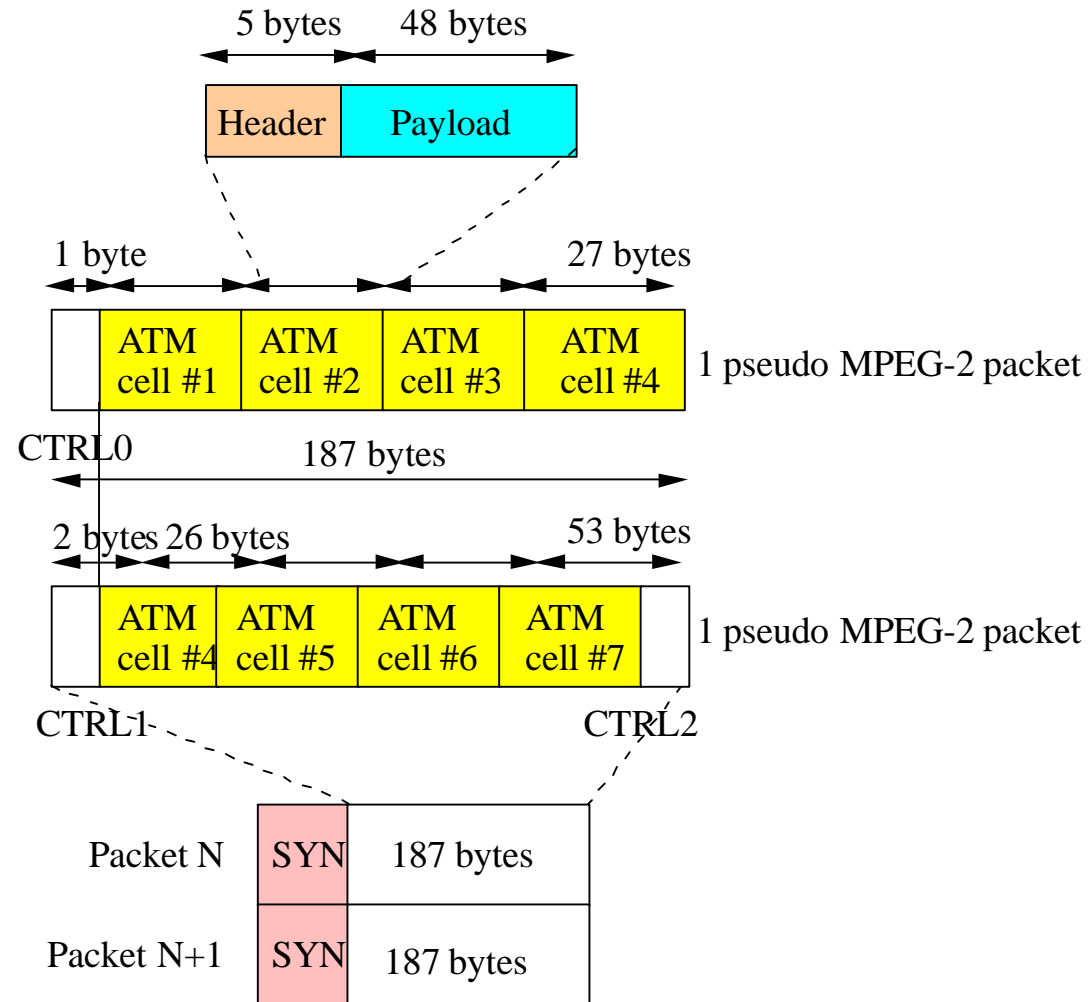 5 bytes 48 bytes
Header Payload
1 byte 27 bytes
ATM ATM ATM ATM
cell #1 cell #2 cell #3 cell #4
1 pseudo MPEG-2 packet
CTRL0
187 bytes
2 bytes 26 bytes 53 bytes
ATM ATM ATM ATM
cell #4 cell #5 cell #6 cell #7
1 pseudo MPEG-2 packet
CTRL1 CTRL2
Packet N SYN 187 bytes
Packet N+1 SYN 187 bytes